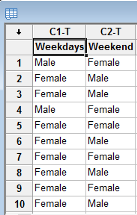 C1-T C2-T
Weekdays Weekend
1 Male Female
2 Female Male
3 Female Male
4 Male Female
5 Female Female
6 Female Male
7 Female Female
8 Female Male
9 Female Female
10 Female Male